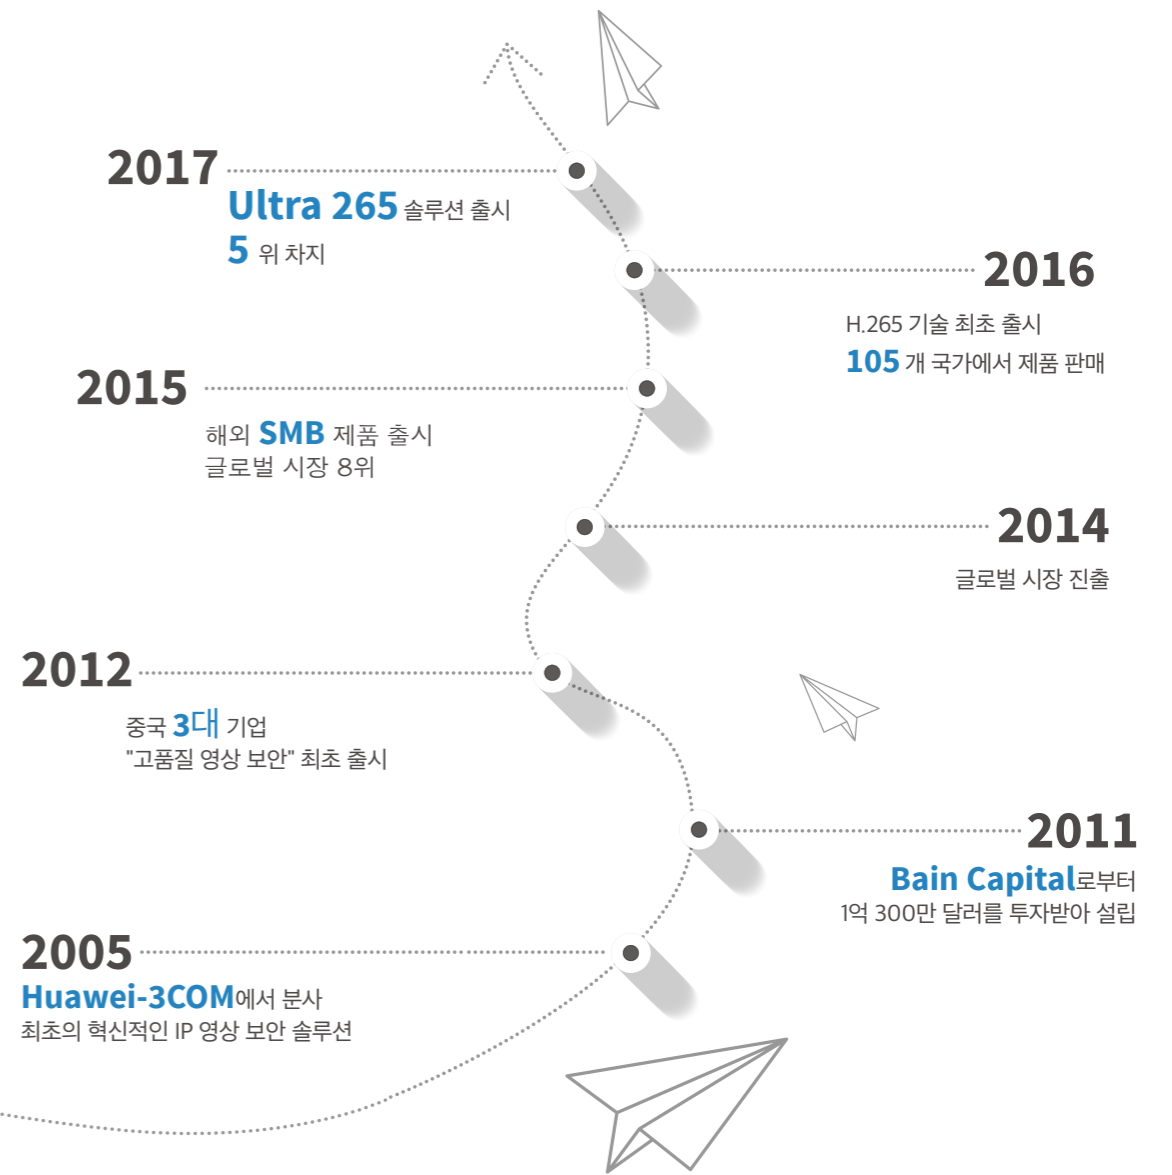 2017
Ultra 265 솔루션 출시
5 위 차지
2016
H.265 기술 최초 출시
105 개 국가에서 제품 판매
2015
해외 SMB 제품 출시
글로벌 시장 8위
2014
글로벌 시장 진출
2012
중국 3대 기업
"고품질 영상 보안" 최초 출시
2011
Bain Capital로부터
1억 300만 달러를 투자받아 설립
2005
Huawei-3COM에서 분사
최초의 혁신적인 IP 영상 보안 솔루션